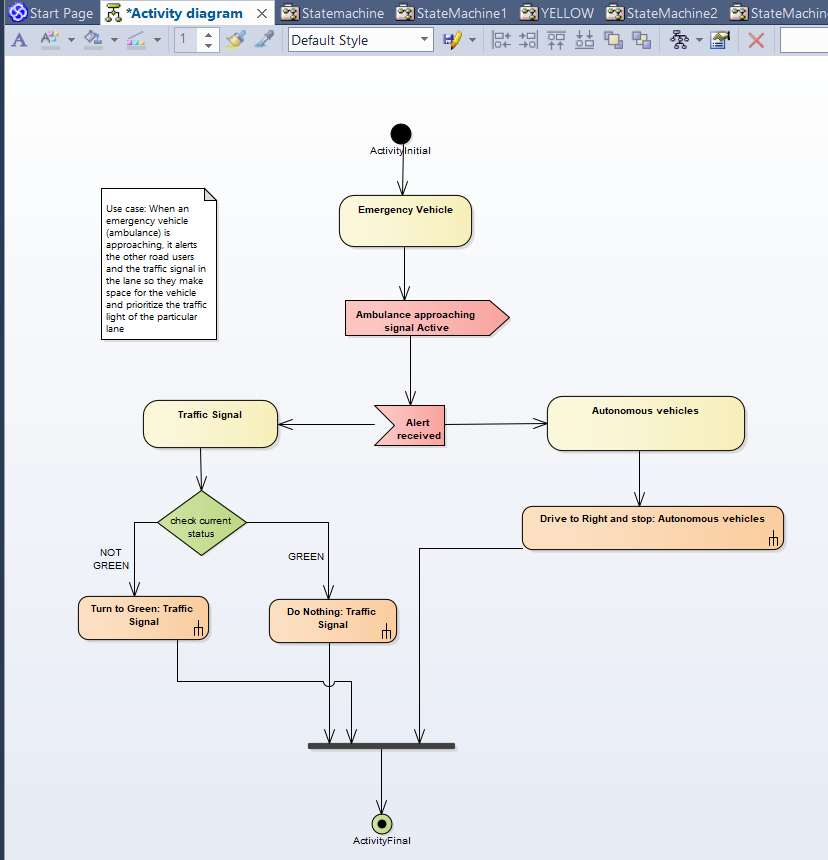 Start Page
*Activity diagram
Statemachine
StateMachine1
YELLOW
StateMachine2
StateMachin
A
1
Default Style
ActivityInitial
Emergency Vehicle
Use case: When an
emergency vehicle
(ambulance) is
approaching, it alerts
the other road users
and the traffic signal in
the lane so they make
space for the vehicle
and prioritize the traffic
light of the particular
lane
Ambulance approaching
signal Active
Traffic Signal
Alert
received
Autonomous vehicles
check current
status
Drive to Right and stop: Autonomous vehicles
NOT
GREEN
GREEN
Turn to Green: Traffic
Signal
Do Nothing: Traffic
Signal
ActivityFinal